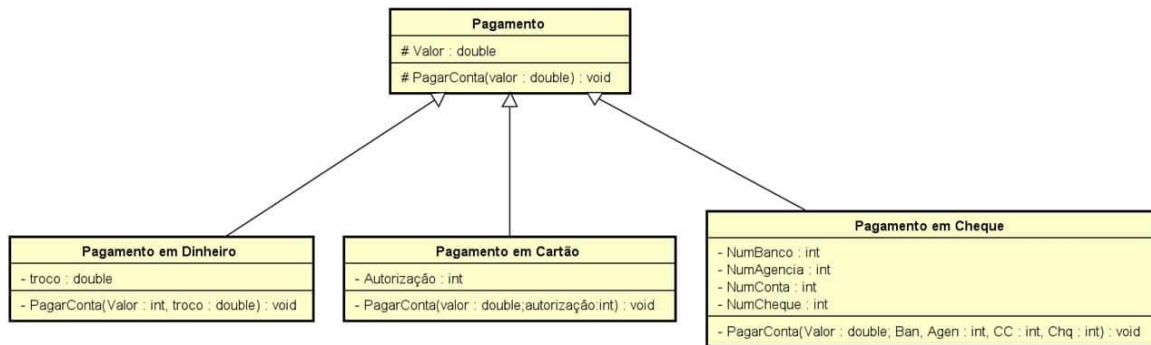 Pagamento
# Valor : double
# PagarConta(valor : double) : void
Pagamento em Dinheiro
- troco : double
- PagarConta(Valor : int, troco : double) : void
Pagamento em Cartão
- Autorização : int
- PagarConta(valor : double;autorização:int) : void
Pagamento em Cheque
- NumBanco : int
- NumAgencia : int
- NumConta : int
- NumCheque : int
- PagarConta(Valor : double; Ban, Agen : int, CC : int, Chq : int) : void